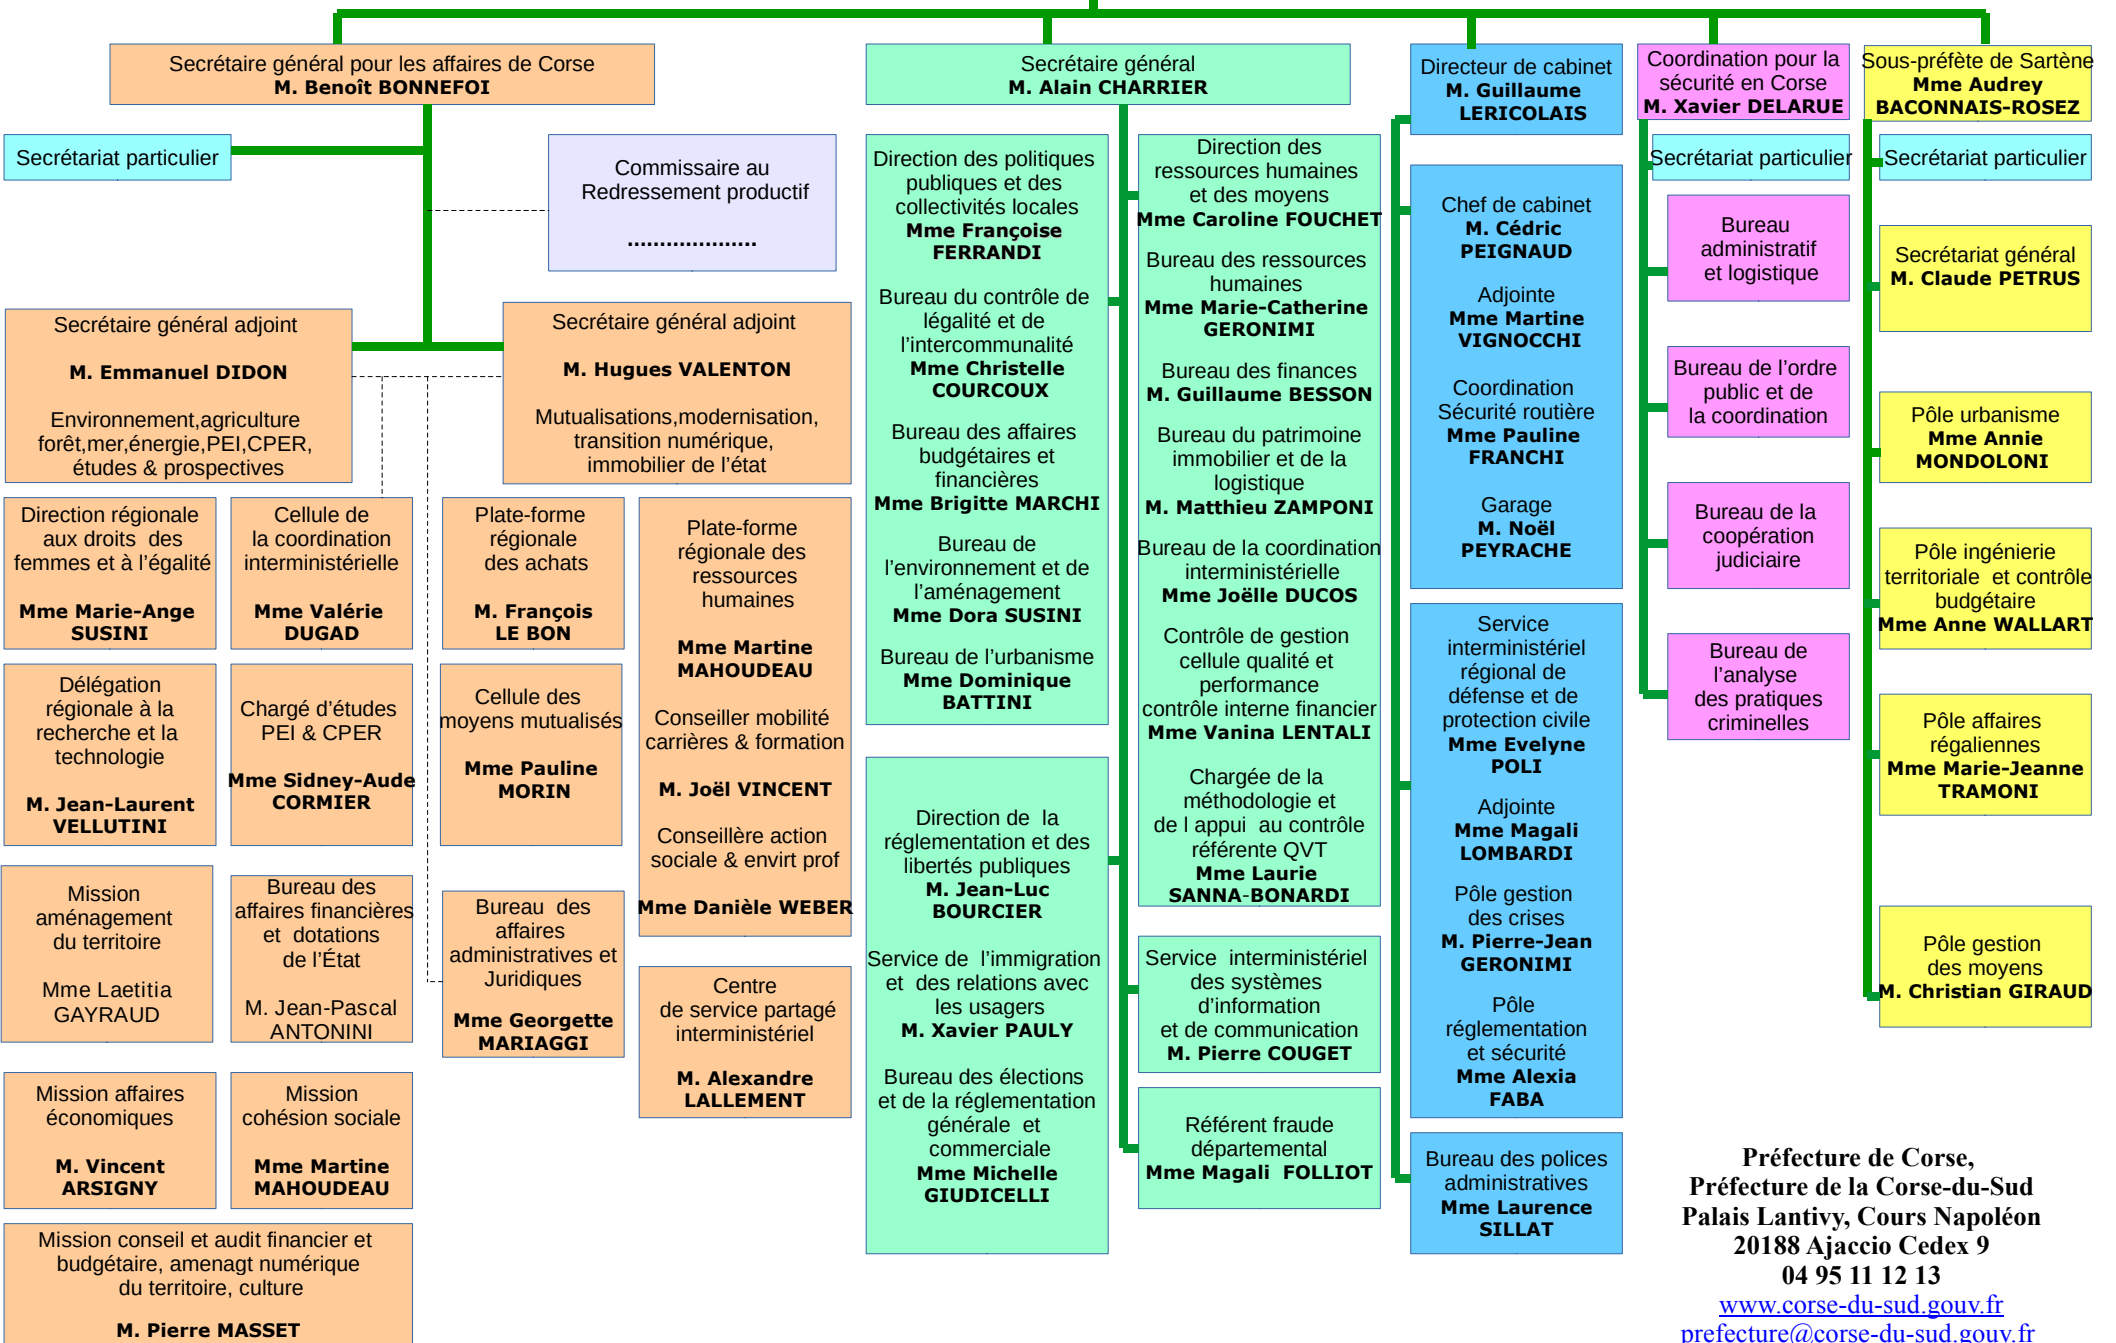 Secrétaire général pour les affaires de Corse
M. Benoît BONNEFOI
Secrétariat particulier
Commissaire au
Redressement productif
....................
Secrétaire général adjoint
M. Emmanuel DIDON
Environnement,agriculture
forêt,mer,énergie,PEI,CPER,
études & prospectives
Secrétaire général adjoint
M. Hugues VALENTON
Mutualisations,modernisation,
transition numérique,
immobilier de l'état
Direction régionale
aux droits des
femmes et à l'égalité
Mme Marie-Ange
SUSINI
Cellule de
la coordination
interministérielle
Mme Valérie
DUGAD
Plate-forme
régionale
des achats
M. François
LE BON
Plate-forme
régionale des
ressources
humaines
Mme Martine
MAHOUDEAU
Conseiller mobilité
carrières & formation
M. Joël VINCENT
Conseillère action
sociale & envirt prof
Mme Danièle WEBER
Délégation
régionale à la
recherche et la
technologie
M. Jean-Laurent
VELLUTINI
Chargé d'études
PEI & CPER
Mme Sidney-Aude
CORMIER
Cellule des
moyens mutualisés
Mme Pauline
MORIN
Mission
aménagement
du territoire
Mme Laetitia
GAYRAUD
Bureau des
affaires financières
et dotations
de l'État
M. Jean-Pascal
ANTONINI
Bureau des
affaires
administratives et
Juridiques
Mme Georgette
MARIAGGI
Centre
de service partagé
interministériel
M. Alexandre
LALLEMENT
Mission affaires
économiques
M. Vincent
ARSIGNY
Mission
cohésion sociale
Mme Martine
MAHOUDEAU
Mission conseil et audit financier et
budgétaire, amenagt numérique
du territoire, culture
M. Pierre MASSET
Secrétaire général
M. Alain CHARRIER
Direction des politiques
publiques et des
collectivités locales
Mme Françoise
FERRANDI
Bureau du contrôle de
légalité et de
l'intercommunalité
Mme Christelle
COURCOUX
Bureau des affaires
budgétaires et
financières
Mme Brigitte MARCHI
Bureau de
l'environnement et de
l'aménagement
Mme Dora SUSINI
Bureau de l'urbanisme
Mme Dominique
BATTINI
Direction de la
réglementation et des
libertés publiques
M. Jean-Luc
BOURCIER
Service de l'immigration
et des relations avec
les usagers
M. Xavier PAULY
Bureau des élections
et de la réglementation
générale et
commerciale
Mme Michelle
GIUDICELLI
Direction des
ressources humaines
et des moyens
Mme Caroline FOUCHET
Bureau des ressources
humaines
Mme Marie-Catherine
GERONIMI
Bureau des finances
M. Guillaume BESSON
Bureau du patrimoine
immobilier et de la
logistique
M. Matthieu ZAMPONI
Bureau de la coordination
interministérielle
Mme Joëlle DUCOS
Contrôle de gestion
cellule qualité et
performance
contrôle interne financier
Mme Vanina LENTALI
Chargée de la
méthodologie et
de l appui au contrôle
référente QVT
Mme Laurie
SANNA-BONARDI
Service interministériel
des systèmes
d'information
et de communication
M. Pierre COUGET
Référent fraude
départemental
Mme Magali FOLLIOT
Directeur de cabinet
M. Guillaume
LERICOLAIS
Chef de cabinet
M. Cédric
PEIGNAUD
Adjointe
Mme Martine
VIGNOCCHI
Coordination
Sécurité routière
Mme Pauline
FRANCHI
Garage
M. Noël
PEYRACHE
Service
interministériel
régional de
défense et de
protection civile
Mme Evelyne
POLI
Adjointe
Mme Magali
LOMBARDI
Pôle gestion
des crises
M. Pierre-Jean
GERONIMI
Pôle
réglementation
et sécurité
Mme Alexia
FABA
Bureau des polices
administratives
Mme Laurence
SILLAT
Coordination pour la
sécurité en Corse
M. Xavier DELARUE
Secrétariat particulier
Bureau
administratif
et logistique
Bureau de l'ordre
public et de
la coordination
Bureau de la
coopération
judiciaire
Bureau de
l'analyse
des pratiques
criminelles
Sous-préfète de Sartène
Mme Audrey
BACONNAIS-ROSEZ
Secrétariat particulier
Secrétariat général
M. Claude PETRUS
Pôle urbanisme
Mme Annie
MONDOLONI
Pôle ingénierie
territoriale et contrôle
budgétaire
Mme Anne WALLART
Pôle affaires
régaliennes
Mme Marie-Jeanne
TRAMONI
Pôle gestion
des moyens
M. Christian GIRAUD
Préfecture de Corse,
Préfecture de la Corse-du-Sud
Palais Lantivy, Cours Napoléon
20188 Ajaccio Cedex 9
04 95 11 12 13
www.corse-du-sud.gouv.fr
prefecture@corse-du-sud.gouv.fr